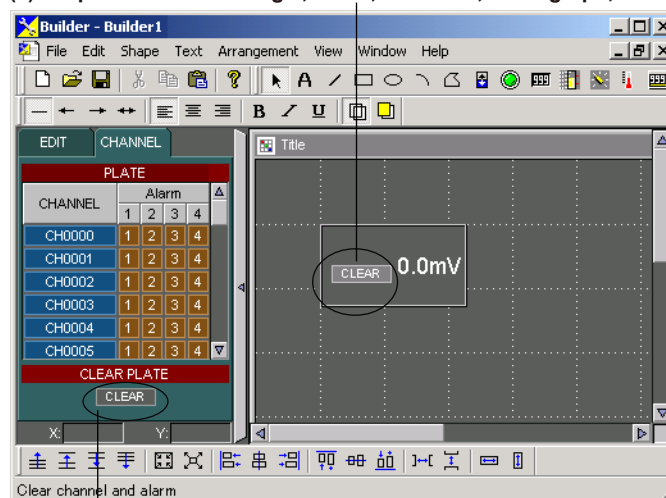 Builder - Builder1
File Edit Shape Text Arrangement View Window Help
B I U
EDIT CHANNEL
Title
PLATE
CHANNEL Alarm
1 2 3 4
CH0000 1 2 3 4
CH0001 1 2 3 4
CH0002 1 2 3 4
CH0003 1 2 3 4
CH0004 1 2 3 4
CH0005 1 2 3 4
CLEAR 0.0mV
CLEAR PLATE
CLEAR
X: Y:
Clear channel and alarm